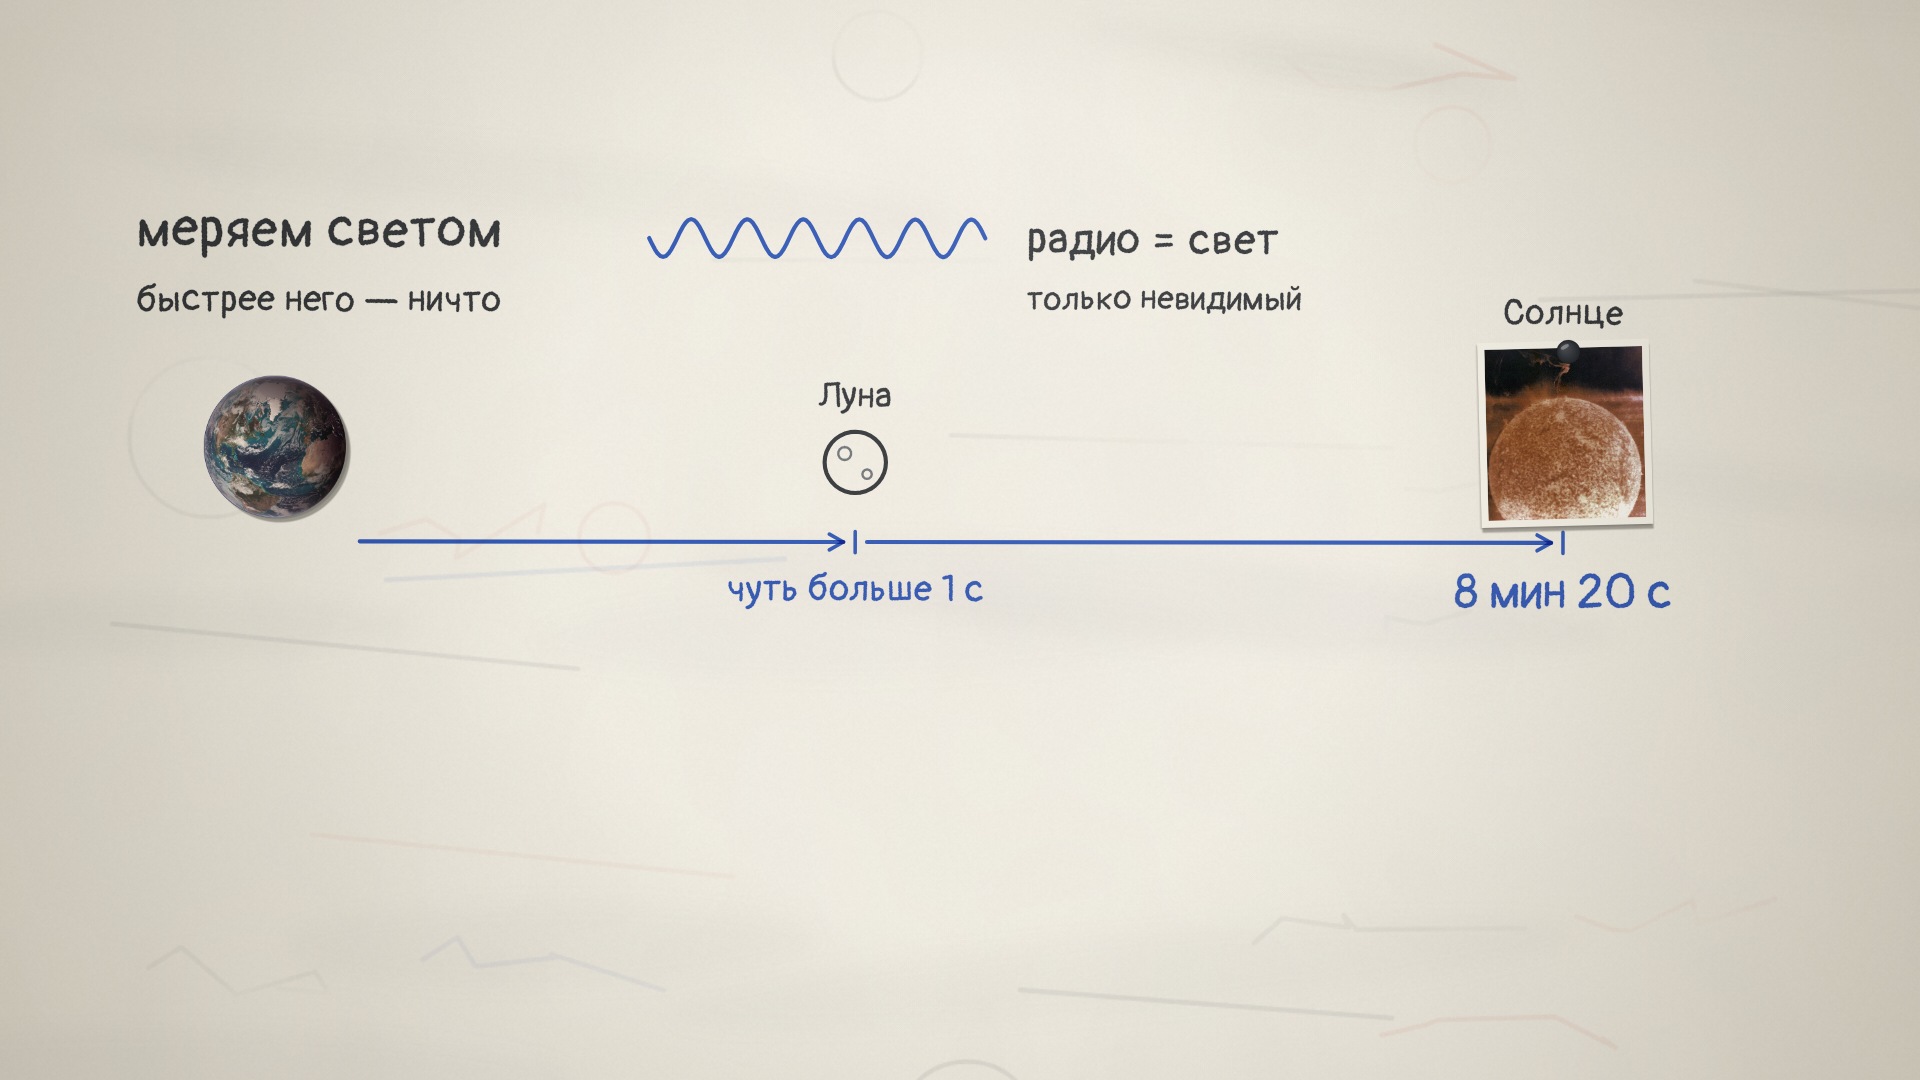 меряем светом
быстрее него — ничто
радио = свет
только невидимый
Солнце
Луна
чуть больше 1 с
8 мин 20 с